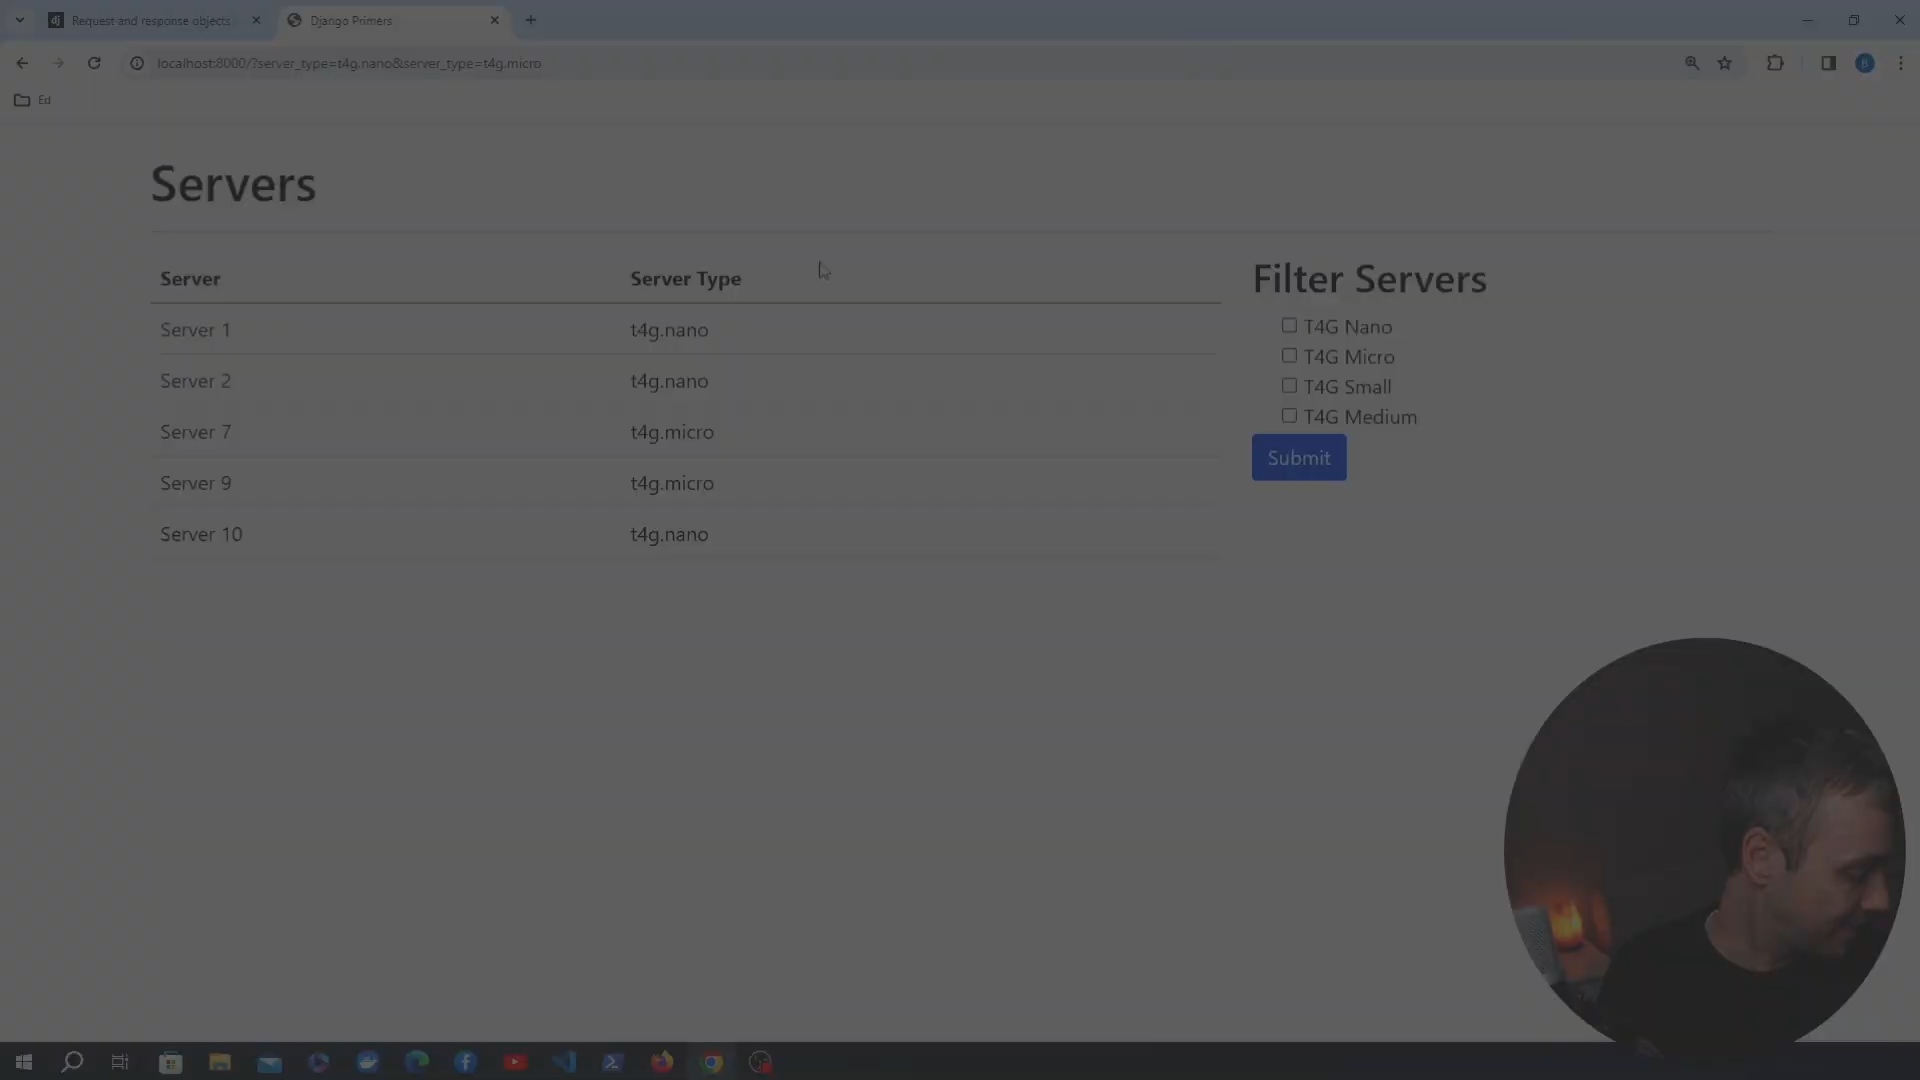 Request and response objects
Django Primers
localhost:8000/?server_type=t4g.nano&server_type=t4g.micro
B
Ed
Servers
Server Server Type
Server 1 t4g.nano
Server 2 t4g.nano
Server 7 t4g.micro
Server 9 t4g.micro
Server 10 t4g.nano
Filter Servers
T4G Nano
T4G Micro
T4G Small
T4G Medium
Submit